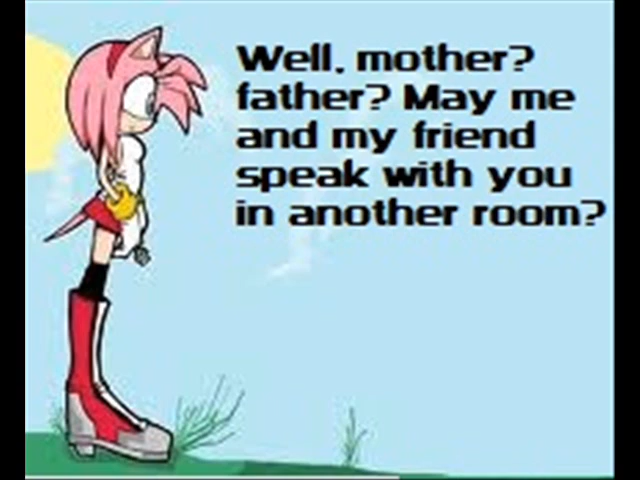 Well, mother?
father? May me
and my friend
speak with you
in another room?